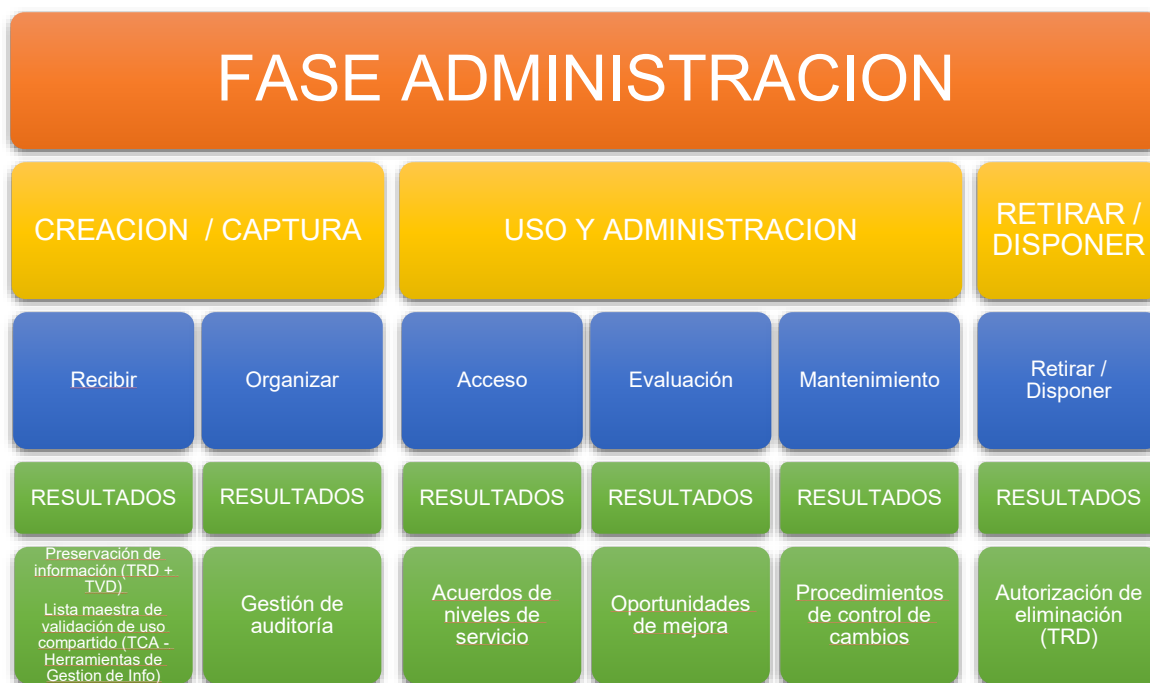 FASE ADMINISTRACION
CREACION / CAPTURA
USO Y ADMINISTRACION
RETIRAR /
DISPONER
Recibir
Organizar
Acceso
Evaluación
Mantenimiento
Retirar /
Disponer
RESULTADOS
RESULTADOS
RESULTADOS
RESULTADOS
RESULTADOS
RESULTADOS
Preservación de
información (TRD +
TVD)
Lista maestra de
validación de uso
compartido (TCA -
Herramientas de
Gestion de Info)
Gestión de
auditoría
Acuerdos de
niveles de
servicio
Oportunidades
de mejora
Procedimientos
de control de
cambios
Autorización de
eliminación
(TRD)